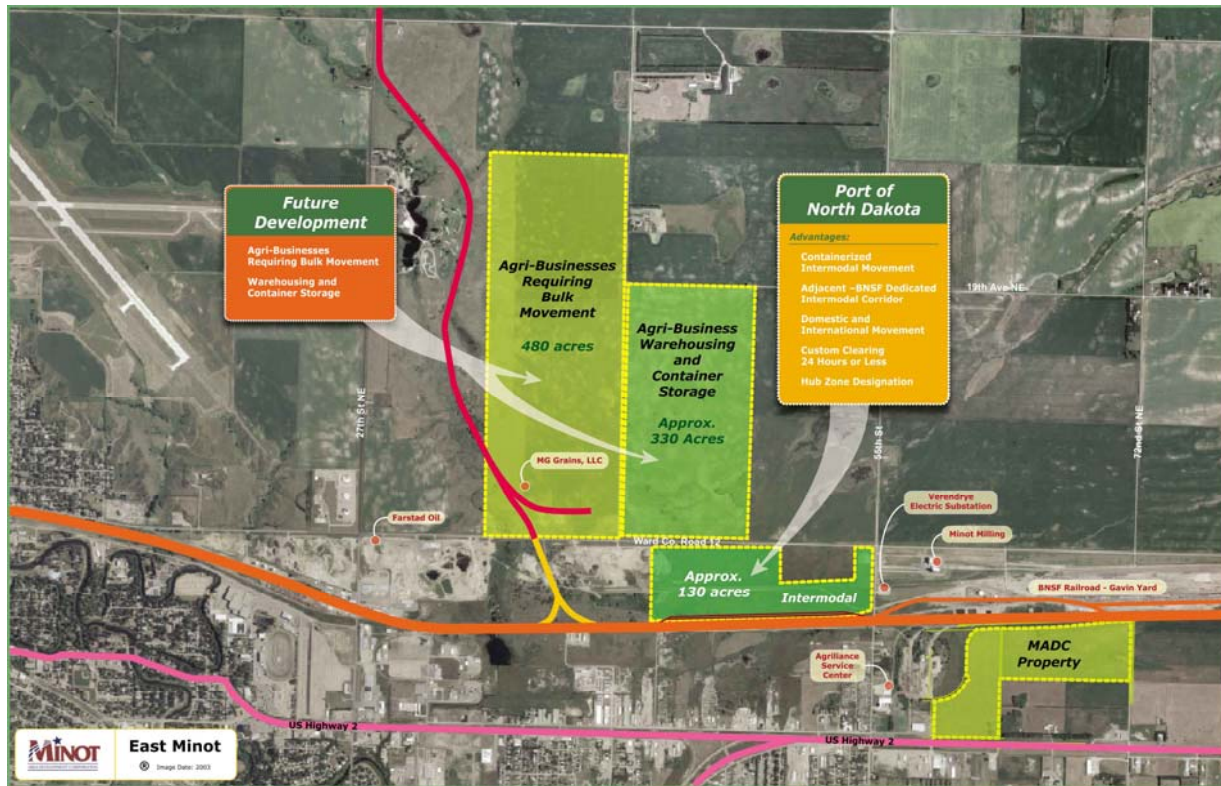 Future
Development
Agri-Businesses
Requiring Bulk Movement
Warehousing and
Container Storage
Port of
North Dakota
Advantages:
Containerized
Intermodal Movement
Adjacent –BNSF Dedicated
Intermodal Corridor
Domestic and
International Movement
Custom Clearing
24 Hours or Less
Hub Zone Designation
Agri-Businesses
Requiring
Bulk
Movement
480 acres
Agri-Business
Warehousing
and
Container
Storage
Approx.
330 Acres
19th Ave NE
27th St NE
55th St
72nd St NE
MG Grains, LLC
Farstad Oil
Verendrye
Electric Substation
Minot Milling
Ward Co. Road 12
Approx.
130 acres
Intermodal
BNSF Railroad - Gavin Yard
Agriliance
Service
Center
MADC
Property
US Highway 2
US Highway 2
MINOT
East Minot
® Image Date: 2003